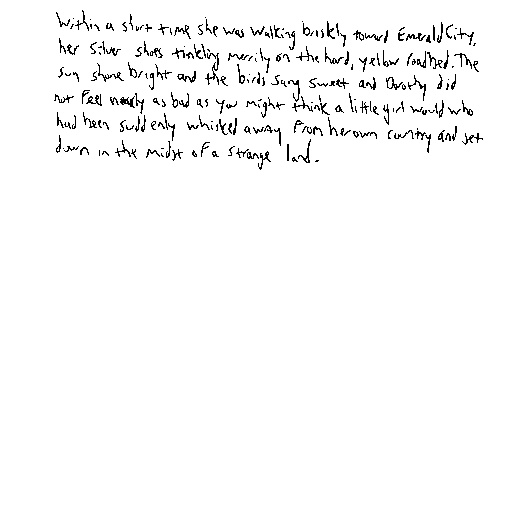 Within a short time she was walking briskly toward Emerald City,
her Silver Shoes tinkling merrily on the hard, yellow roadbed. The
sun shone bright and the birds sang sweet and Dorothy did
not feel nearly as bad as you might think a little girl would who
had been suddenly whisked away from her own country and set
down in the midst of a strange land.